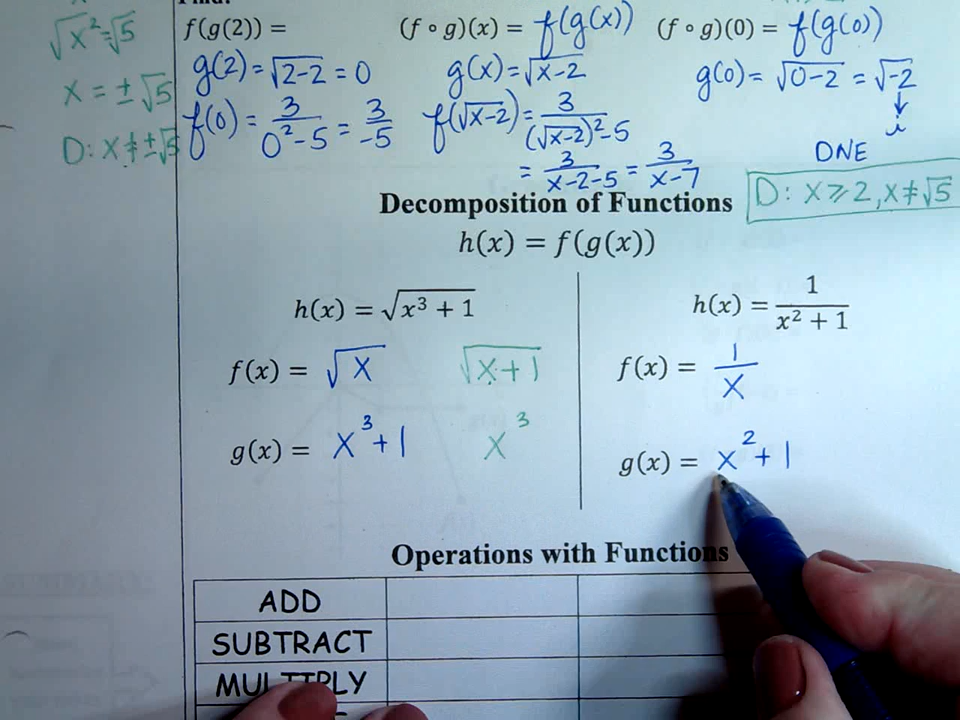 √x² = √5
x = ± √5
D: x ≠ ±√5
f(g(2)) =
g(2) = √2-2 = 0
f(0) = 3/(0²-5) = 3/-5
(f ∘ g)(x) = f(g(x))
g(x) = √x-2
f(√x-2) = 3/((√x-2)²-5)
= 3/(x-2-5) = 3/(x-7)
(f ∘ g)(0) = f(g(0))
g(0) = √0-2 = √-2
↓
i
DNE
D: x ≥ 2, x ≠ √5
Decomposition of Functions
h(x) = f(g(x))
h(x) = √x³ + 1
f(x) = √x √x+1
g(x) = x³+1 x³
h(x) = 1/(x² + 1)
f(x) = 1/x
g(x) = x²+1
Operations with Functions
ADD
SUBTRACT
MULTIPLY